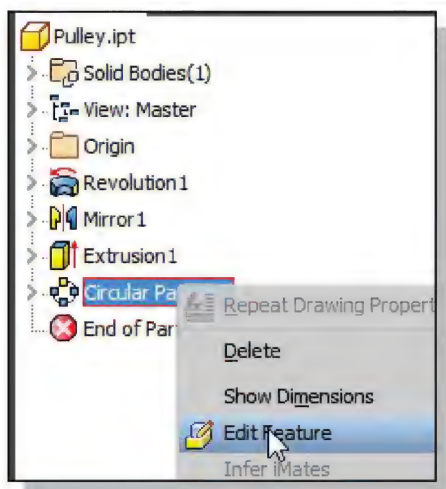 Pulley.ipt
Solid Bodies(1)
View: Master
Origin
Revolution1
Mirror1
Extrusion1
Circular Pa
End of Par
Repeat Drawing Propert
Delete
Show Dimensions
Edit Feature
Infer iMates